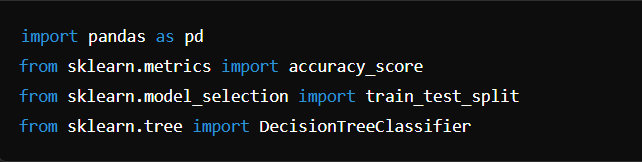 import pandas as pd
from sklearn.metrics import accuracy_score
from sklearn.model_selection import train_test_split
from sklearn.tree import DecisionTreeClassifier